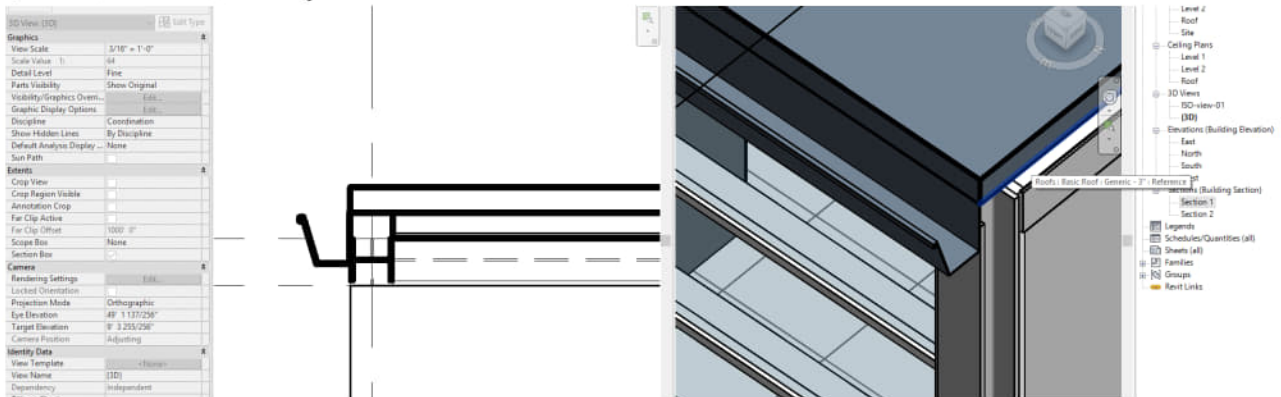 3D View: {3D}
Edit Type
Graphics
View Scale 3/16" = 1'-0"
Scale Value 1: 64
Detail Level Fine
Parts Visibility Show Original
Visibility/Graphics Overri... Edit...
Graphic Display Options Edit...
Discipline Coordination
Show Hidden Lines By Discipline
Default Analysis Display ... None
Sun Path
Extents
Crop View
Crop Region Visible
Annotation Crop
Far Clip Active
Far Clip Offset 1000' 0"
Scope Box None
Section Box
Camera
Rendering Settings Edit...
Locked Orientation
Projection Mode Orthographic
Eye Elevation 49' 1 137/256"
Target Elevation 9' 3 255/256"
Camera Position Adjusting
Identity Data
View Template <None>
View Name {3D}
Dependency Independent
Roofs : Basic Roof : Generic - 3" : Reference
Level 2
Roof
Site
Ceiling Plans
Level 1
Level 2
Roof
3D Views
ISO-view-01
{3D}
Elevations (Building Elevation)
East
North
South
Sections (Building Section)
Section 1
Section 2
Legends
Schedules/Quantities (all)
Sheets (all)
Families
Groups
Revit Links